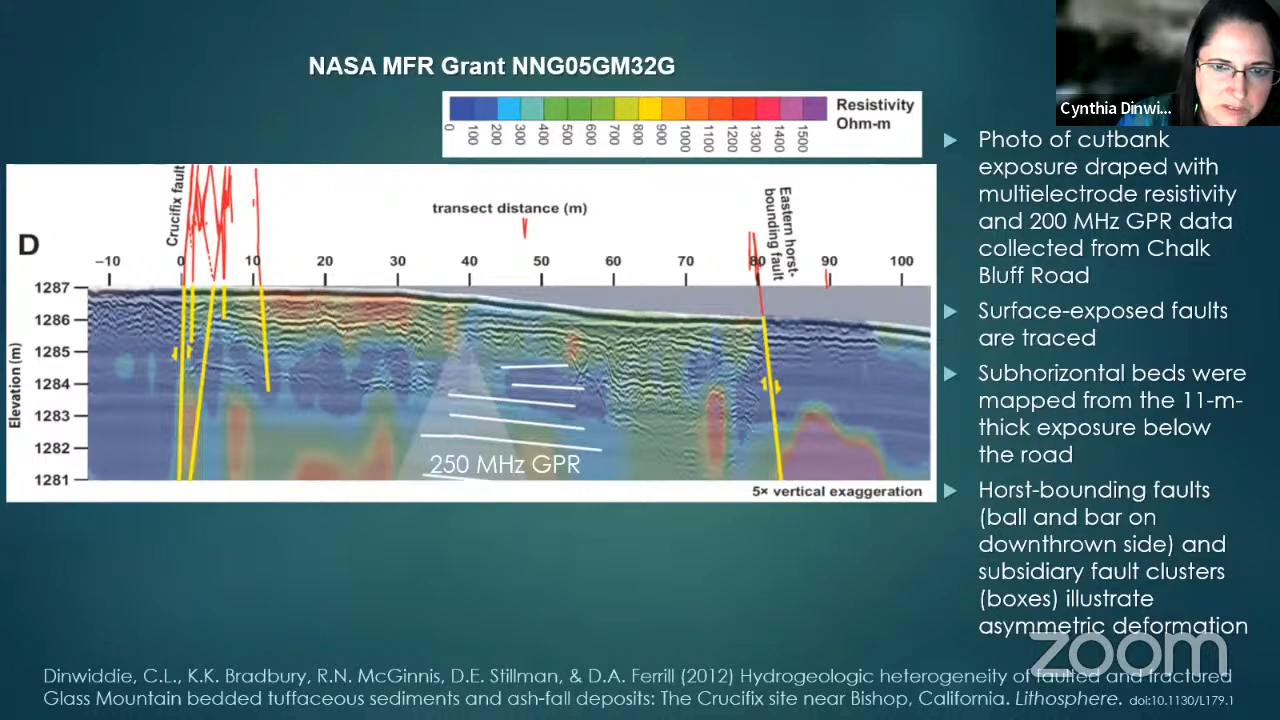 NASA MFR Grant NNG05GM32G
Cynthia Dinwi...
Resistivity
Ohm-m
0 100 200 300 400 500 600 700 800 900 1000 1100 1200 1300 1400 1500
D
Crucifix fault
transect distance (m)
Eastern horst-
bounding fault
−10 0 10 20 30 40 50 60 70 80 90 100
Elevation (m)
1287
1286
1285
1284
1283
1282
1281
250 MHz GPR
5× vertical exaggeration
Photo of cutbank
exposure draped with
multielectrode resistivity
and 200 MHz GPR data
collected from Chalk
Bluff Road
Surface-exposed faults
are traced
Subhorizontal beds were
mapped from the 11-m-
thick exposure below
the road
Horst-bounding faults
(ball and bar on
downthrown side) and
subsidiary fault clusters
(boxes) illustrate
asymmetric deformation
zoom
Dinwiddie, C.L., K.K. Bradbury, R.N. McGinnis, D.E. Stillman, & D.A. Ferrill (2012) Hydrogeologic heterogeneity of faulted and fractured
Glass Mountain bedded tuffaceous sediments and ash-fall deposits: The Crucifix site near Bishop, California. Lithosphere. doi:10.1130/L179.1